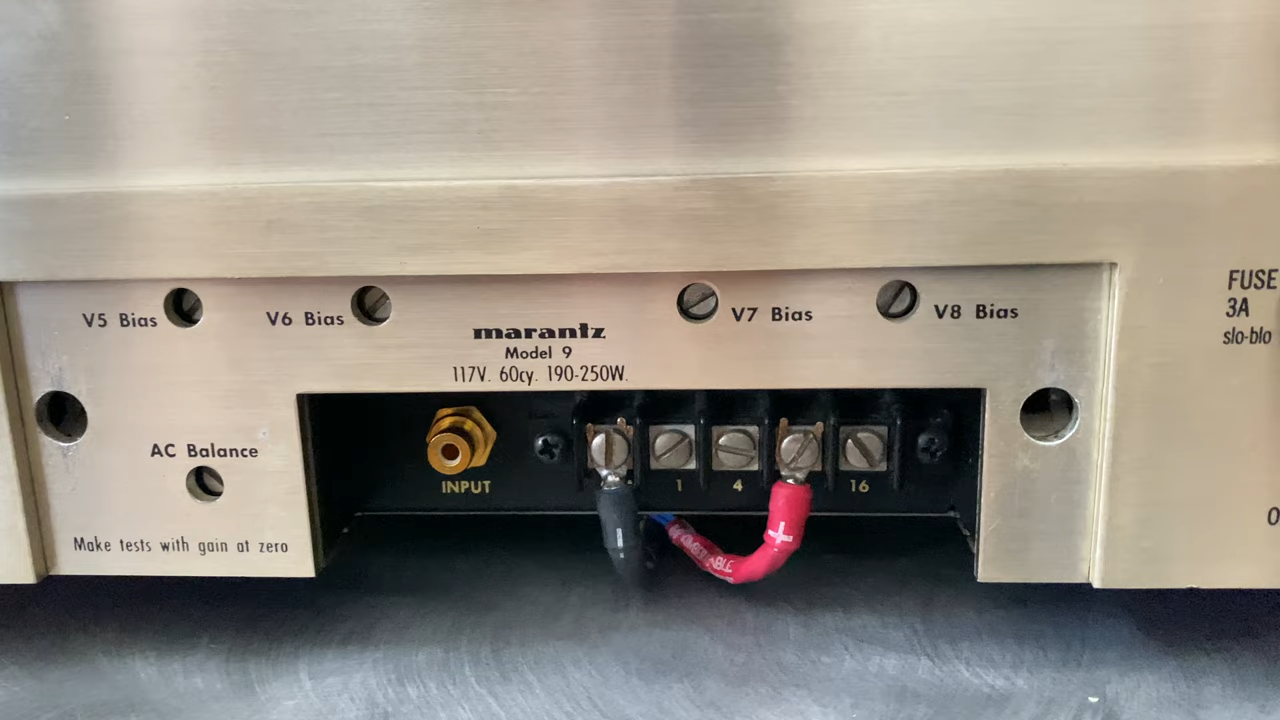 V5 Bias
V6 Bias
marantz
Model 9
117V. 60cy. 190-250W.
V7 Bias
V8 Bias
FUSE
3A
slo-blo
AC Balance
INPUT
1
4
16
Make tests with gain at zero